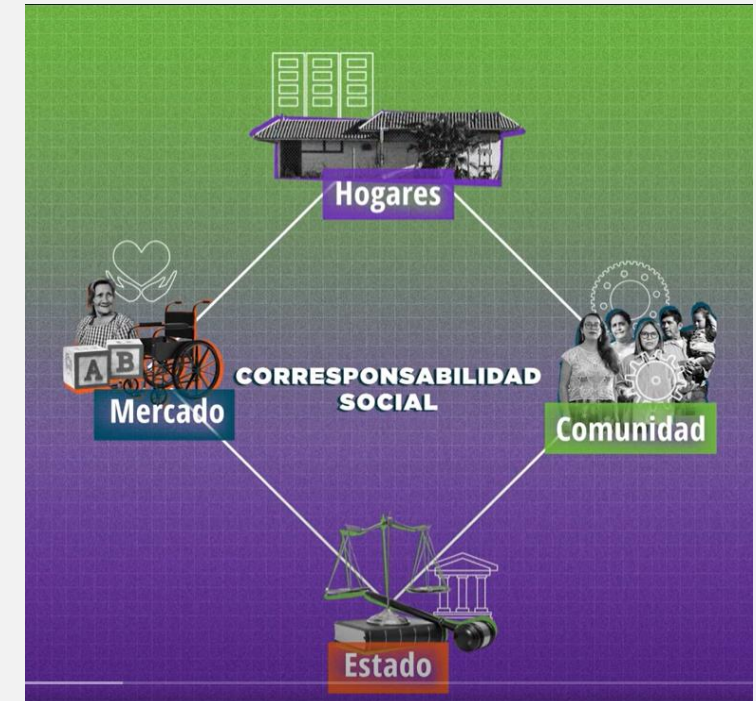 Hogares
A B
Mercado
CORRESPONSABILIDAD
SOCIAL
Comunidad
Estado